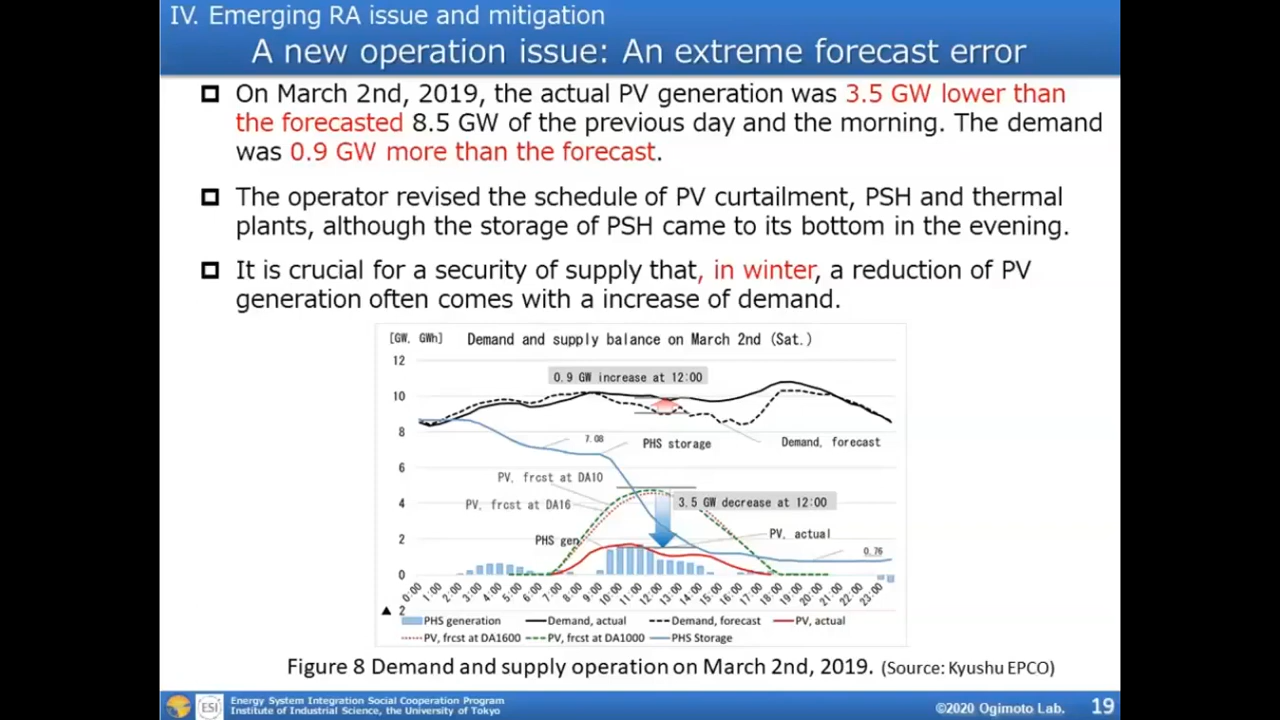 IV. Emerging RA issue and mitigation
A new operation issue: An extreme forecast error
On March 2nd, 2019, the actual PV generation was 3.5 GW lower than
the forecasted 8.5 GW of the previous day and the morning. The demand
was 0.9 GW more than the forecast.
The operator revised the schedule of PV curtailment, PSH and thermal
plants, although the storage of PSH came to its bottom in the evening.
It is crucial for a security of supply that, in winter, a reduction of PV
generation often comes with a increase of demand.
[GW, GWh] Demand and supply balance on March 2nd (Sat.)
12
0.9 GW increase at 12:00
10
8
7.08
PHS storage
Demand, forecast
6
PV, frcst at DA10
4
PV, frcst at DA16
3.5 GW decrease at 12:00
2
PHS gen
PV, actual
0.76
0
0:00 1:00 2:00 3:00 4:00 5:00 6:00 7:00 8:00 9:00 10:00 11:00 12:00 13:00 14:00 15:00 16:00 17:00 18:00 19:00 20:00 21:00 22:00 23:00
▲ 2
PHS generation Demand, actual Demand, forecast PV, actual
PV, frcst at DA1600 PV, frcst at DA1000 PHS Storage
Figure 8 Demand and supply operation on March 2nd, 2019. (Source: Kyushu EPCO)
ESI
Energy System Integration Social Cooperation Program
Institute of Industrial Science, the University of Tokyo
©2020 Ogimoto Lab. 19